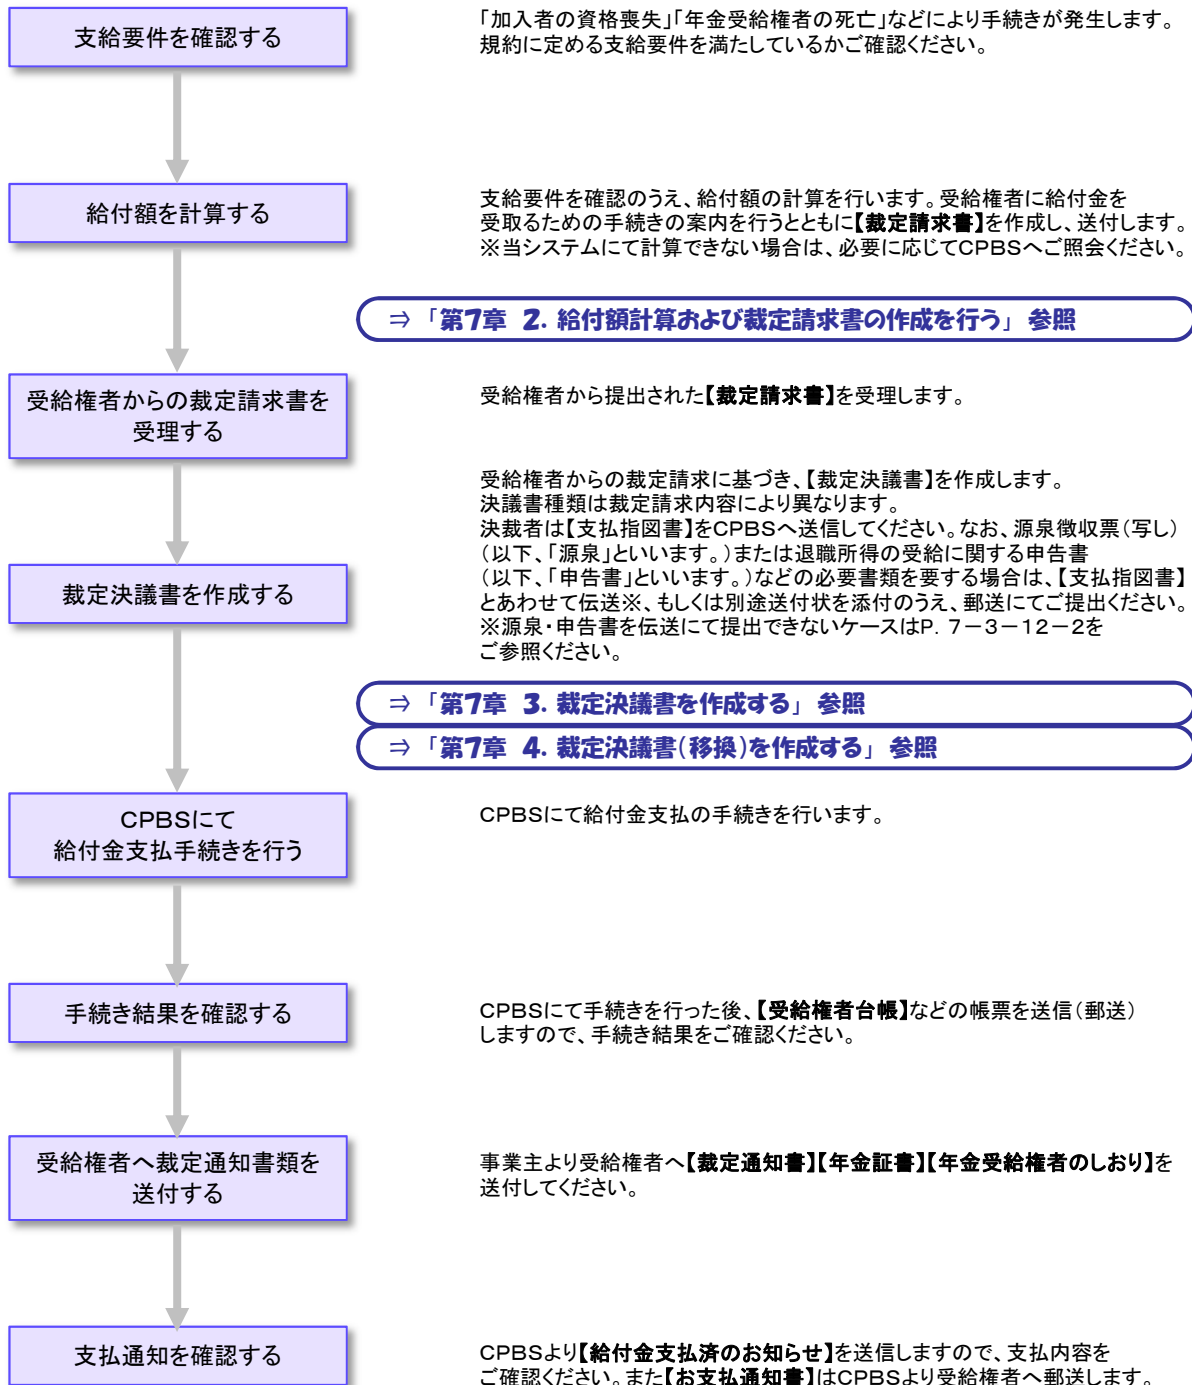 支給要件を確認する
「加入者の資格喪失」「年金受給権者の死亡」などにより手続きが発生します。
規約に定める支給要件を満たしているかご確認ください。
給付額を計算する
支給要件を確認のうえ、給付額の計算を行います。受給権者に給付金を
受取るための手続きの案内を行うとともに【裁定請求書】を作成し、送付します。
※当システムにて計算できない場合は、必要に応じてCPBSへご照会ください。
⇒ 「第7章 2. 給付額計算および裁定請求書の作成を行う」 参照
受給権者からの裁定請求書を
受理する
受給権者から提出された【裁定請求書】を受理します。
裁定決議書を作成する
受給権者からの裁定請求に基づき、【裁定決議書】を作成します。
決議書種類は裁定請求内容により異なります。
決裁者は【支払指図書】をCPBSへ送信してください。なお、源泉徴収票(写し)
(以下、「源泉」といいます。)または退職所得の受給に関する申告書
(以下、「申告書」といいます。)などの必要書類を要する場合は、【支払指図書】
とあわせて伝送※、もしくは別途送付状を添付のうえ、郵送にてご提出ください。
※源泉・申告書を伝送にて提出できないケースはP. 7-3-12-2を
ご参照ください。
⇒ 「第7章 3. 裁定決議書を作成する」 参照
⇒ 「第7章 4. 裁定決議書(移換)を作成する」 参照
CPBSにて
給付金支払手続きを行う
CPBSにて給付金支払の手続きを行います。
手続き結果を確認する
CPBSにて手続きを行った後、【受給権者台帳】などの帳票を送信(郵送)
しますので、手続き結果をご確認ください。
受給権者へ裁定通知書類を
送付する
事業主より受給権者へ【裁定通知書】【年金証書】【年金受給権者のしおり】を
送付してください。
支払通知を確認する
CPBSより【給付金支払済のお知らせ】を送信しますので、支払内容を
ご確認ください。また【お支払通知書】はCPBSより受給権者へ郵送します。